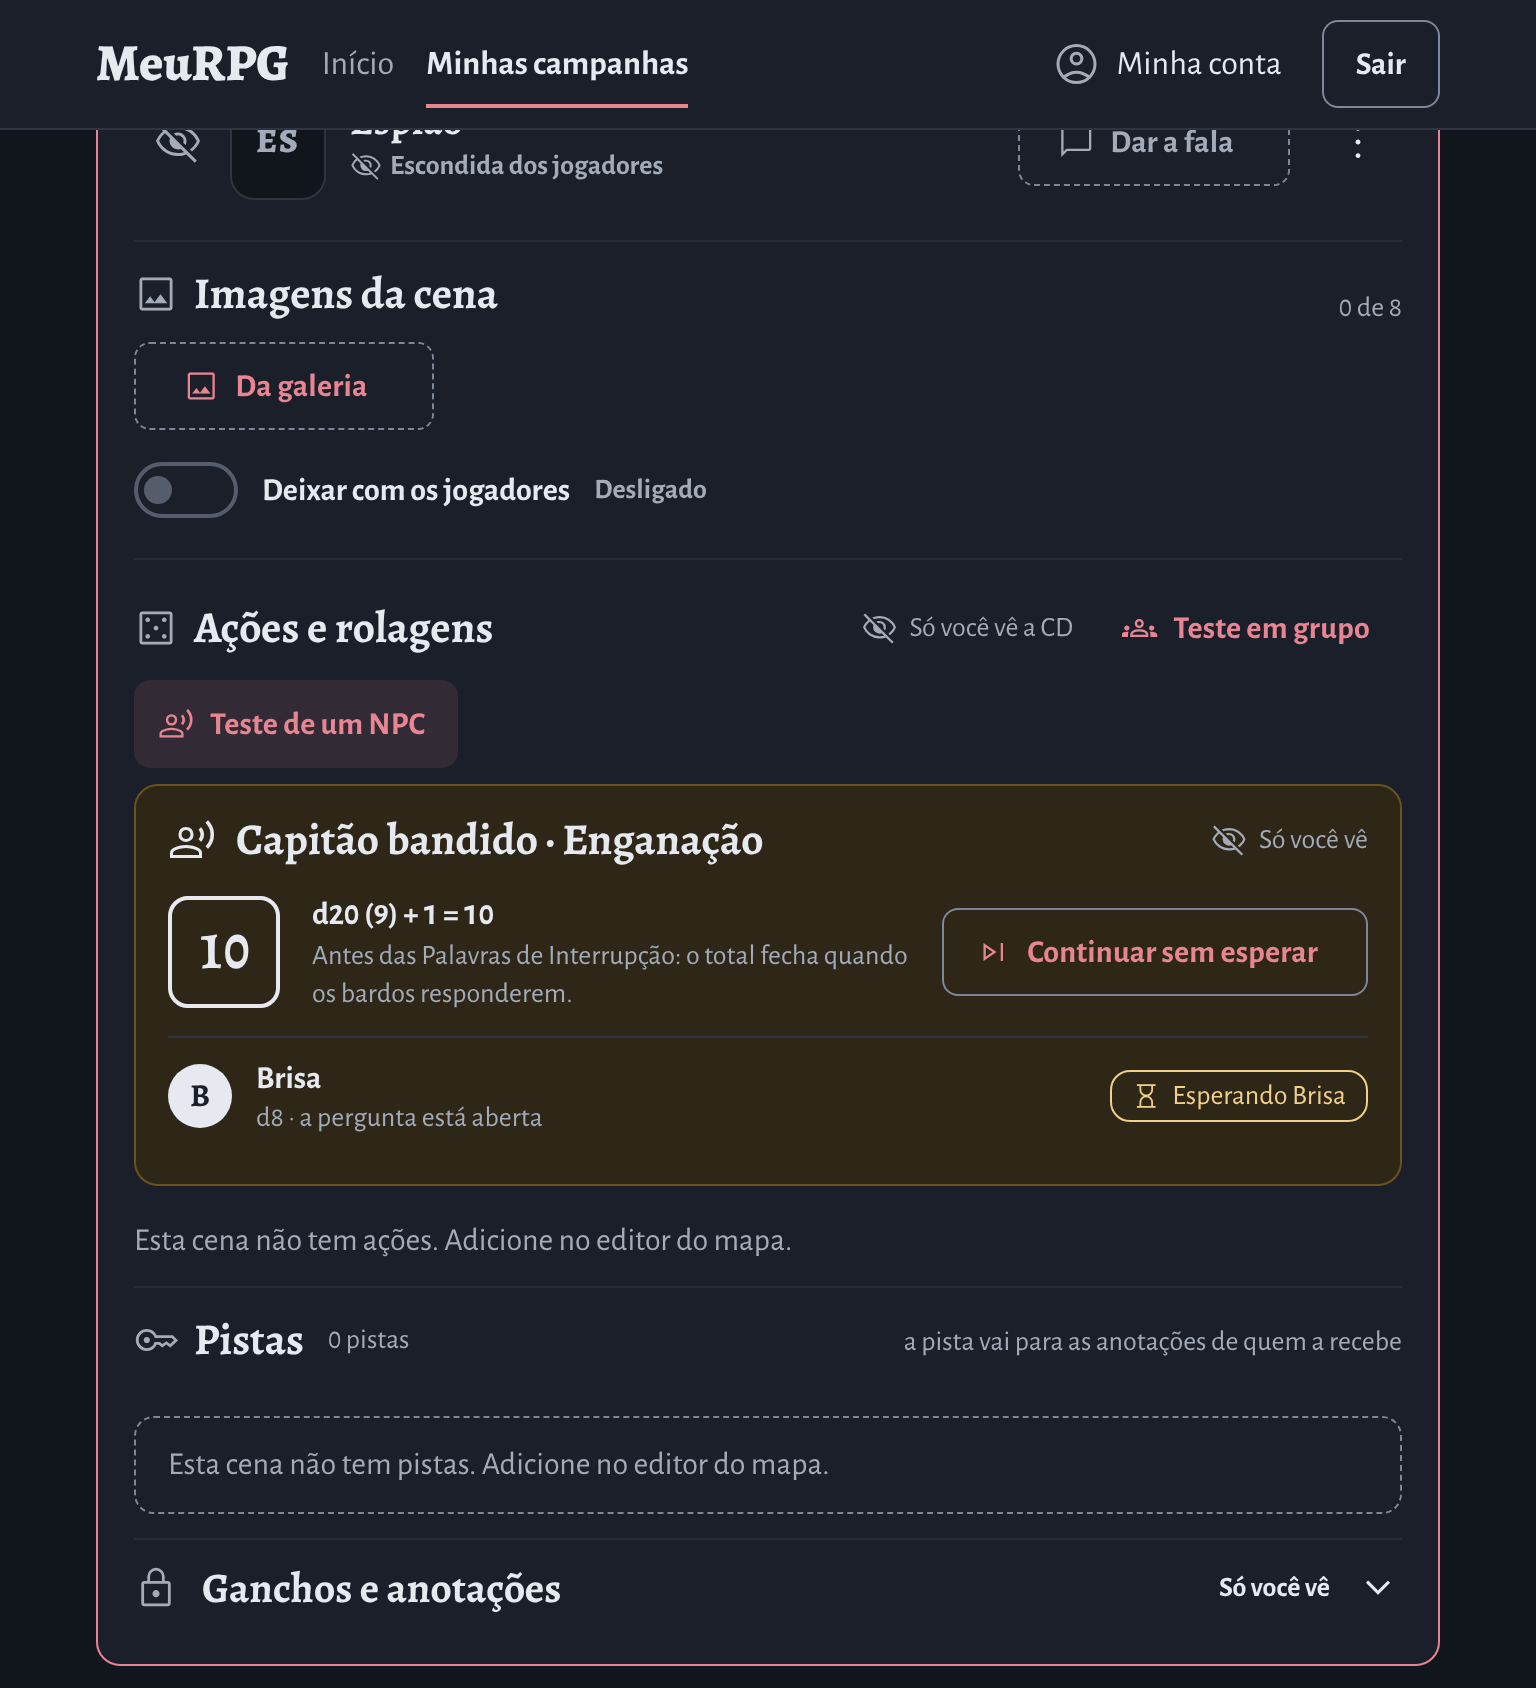 MeuRPG
Início
Minhas campanhas
Minha conta
Sair
ES
Espião
Escondida dos jogadores
Dar a fala
Imagens da cena
0 de 8
Da galeria
Deixar com os jogadores
Desligado
Ações e rolagens
Só você vê a CD
Teste em grupo
Teste de um NPC
Capitão bandido · Enganação
Só você vê
10
d20 (9) + 1 = 10
Antes das Palavras de Interrupção: o total fecha quando
os bardos responderem.
Continuar sem esperar
B
Brisa
d8 · a pergunta está aberta
Esperando Brisa
Esta cena não tem ações. Adicione no editor do mapa.
Pistas
0 pistas
a pista vai para as anotações de quem a recebe
Esta cena não tem pistas. Adicione no editor do mapa.
Ganchos e anotações
Só você vê